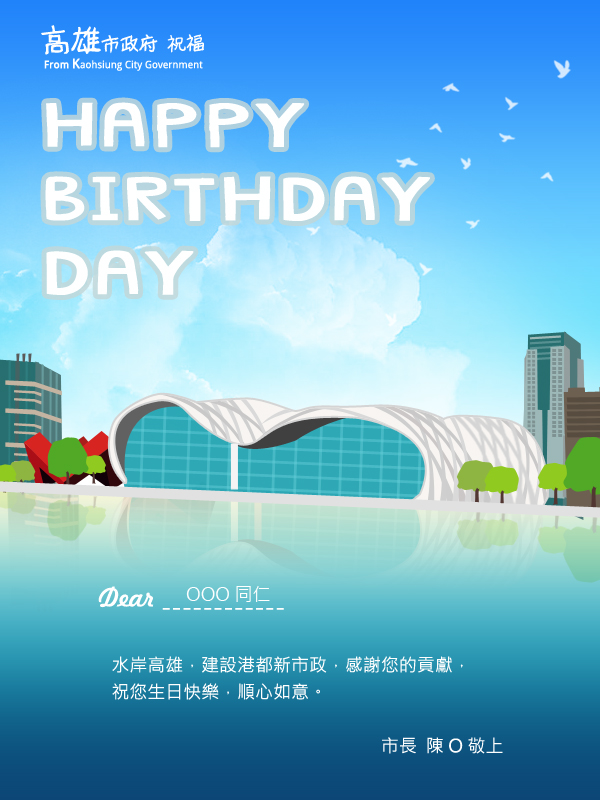 高雄市政府 祝福
From Kaohsiung City Government
HAPPY
BIRTHDAY
DAY
Dear OOO 同仁
水岸高雄，建設港都新市政，感謝您的貢獻，
祝您生日快樂，順心如意。
市長 陳 O 敬上